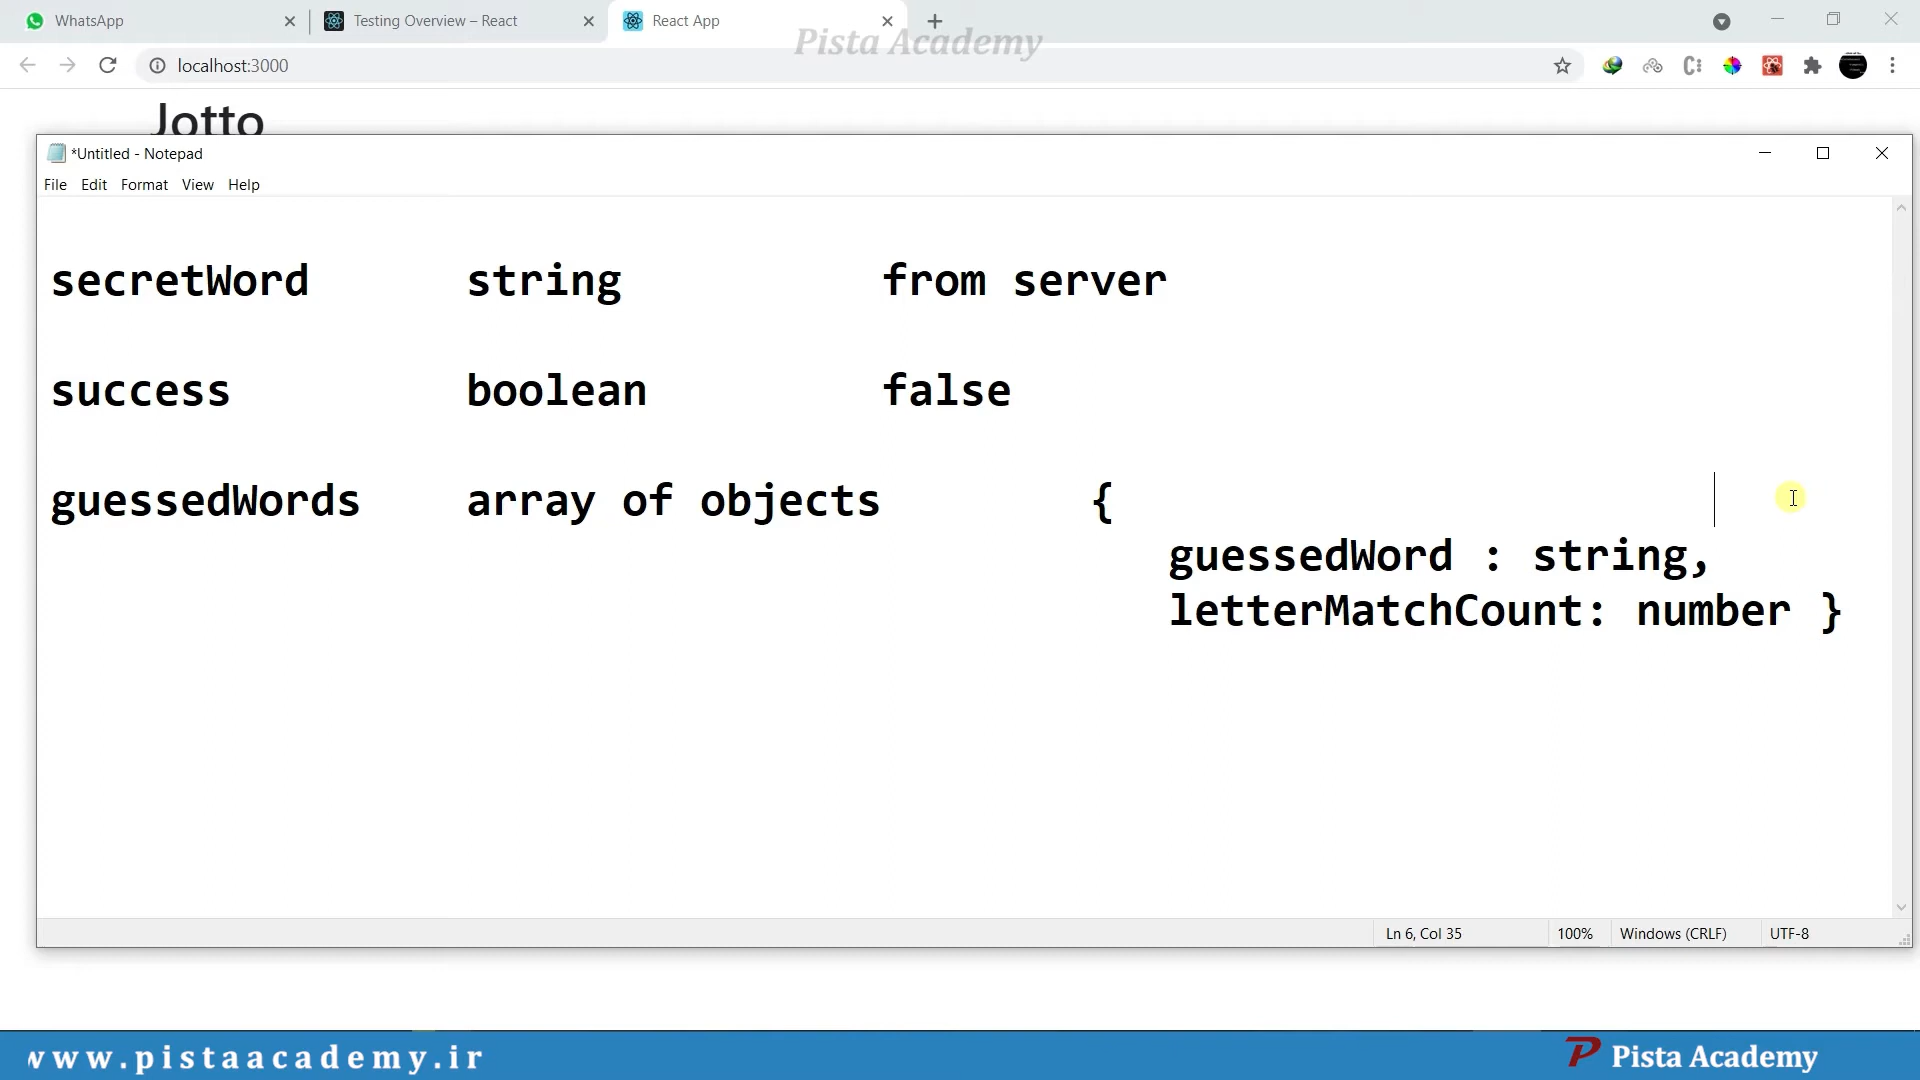 WhatsApp
Testing Overview – React
React App
Pista Academy
localhost:3000
Jotto
*Untitled - Notepad
File Edit Format View Help
secretWord string from server
success boolean false
guessedWords array of objects {
guessedWord : string,
letterMatchCount: number }
Ln 6, Col 35 100% Windows (CRLF) UTF-8
www.pistaacademy.ir
Pista Academy